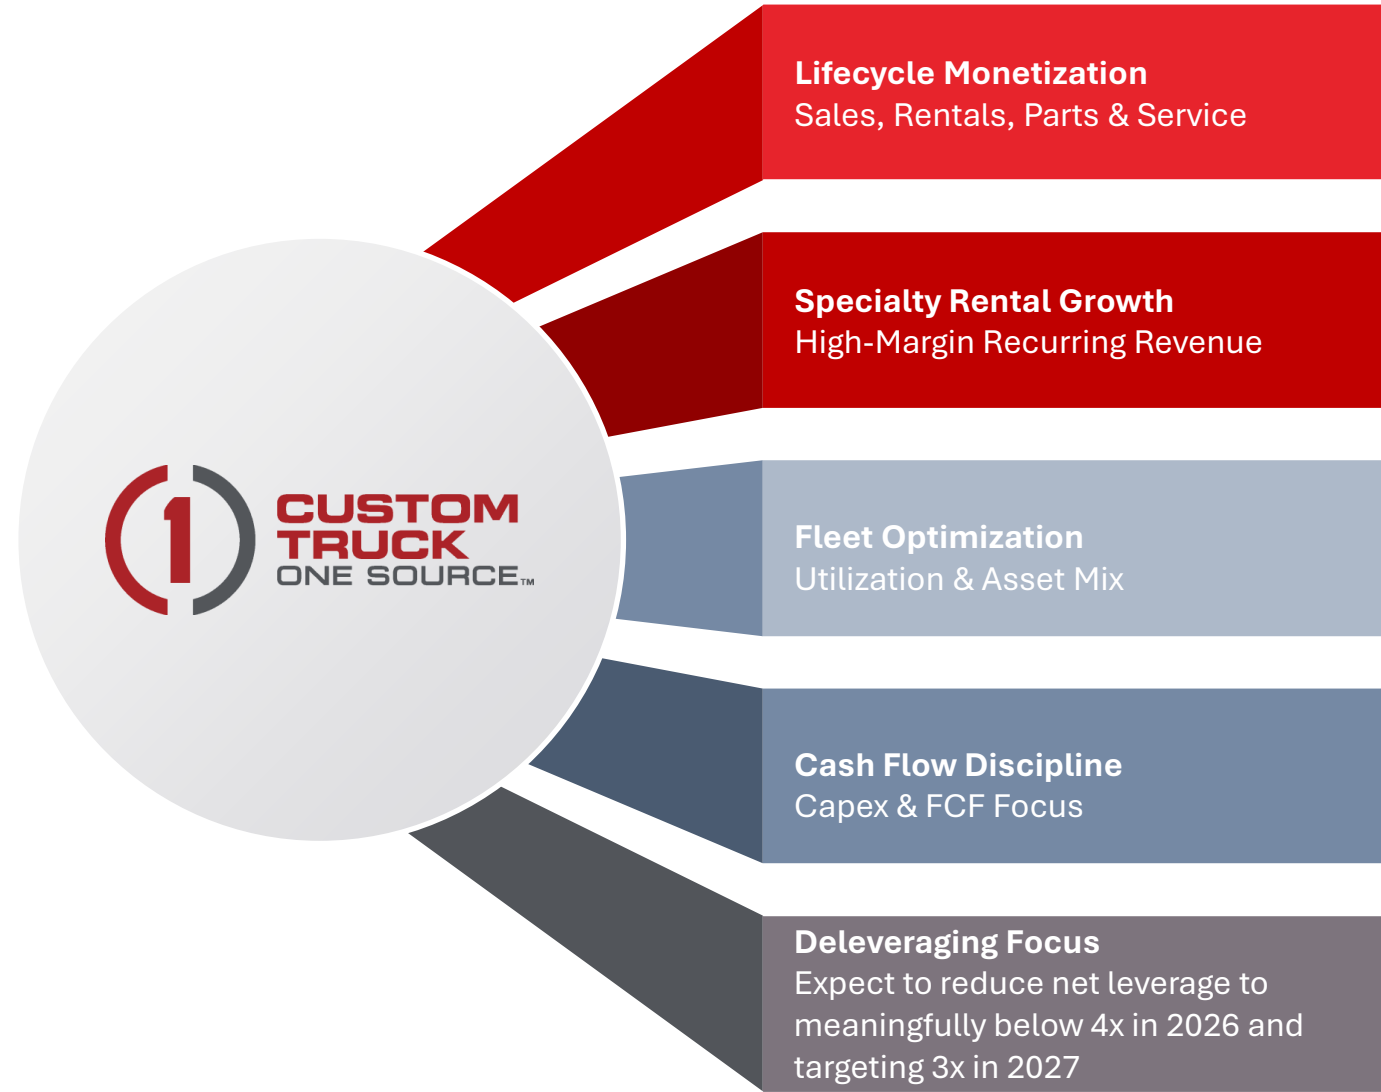 Lifecycle Monetization
Sales, Rentals, Parts & Service
Specialty Rental Growth
High-Margin Recurring Revenue
1
CUSTOM
TRUCK
ONE SOURCE™
Fleet Optimization
Utilization & Asset Mix
Cash Flow Discipline
Capex & FCF Focus
Deleveraging Focus
Expect to reduce net leverage to
meaningfully below 4x in 2026 and
targeting 3x in 2027